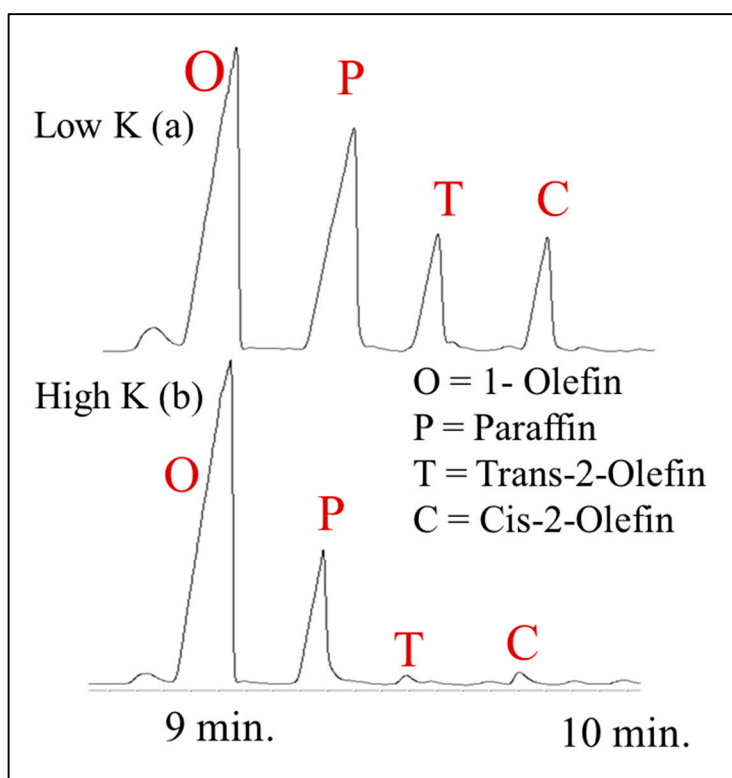 O
P
Low K (a)
T
C
High K (b)
O = 1- Olefin
P = Paraffin
T = Trans-2-Olefin
C = Cis-2-Olefin
O
P
T
C
9 min.
10 min.